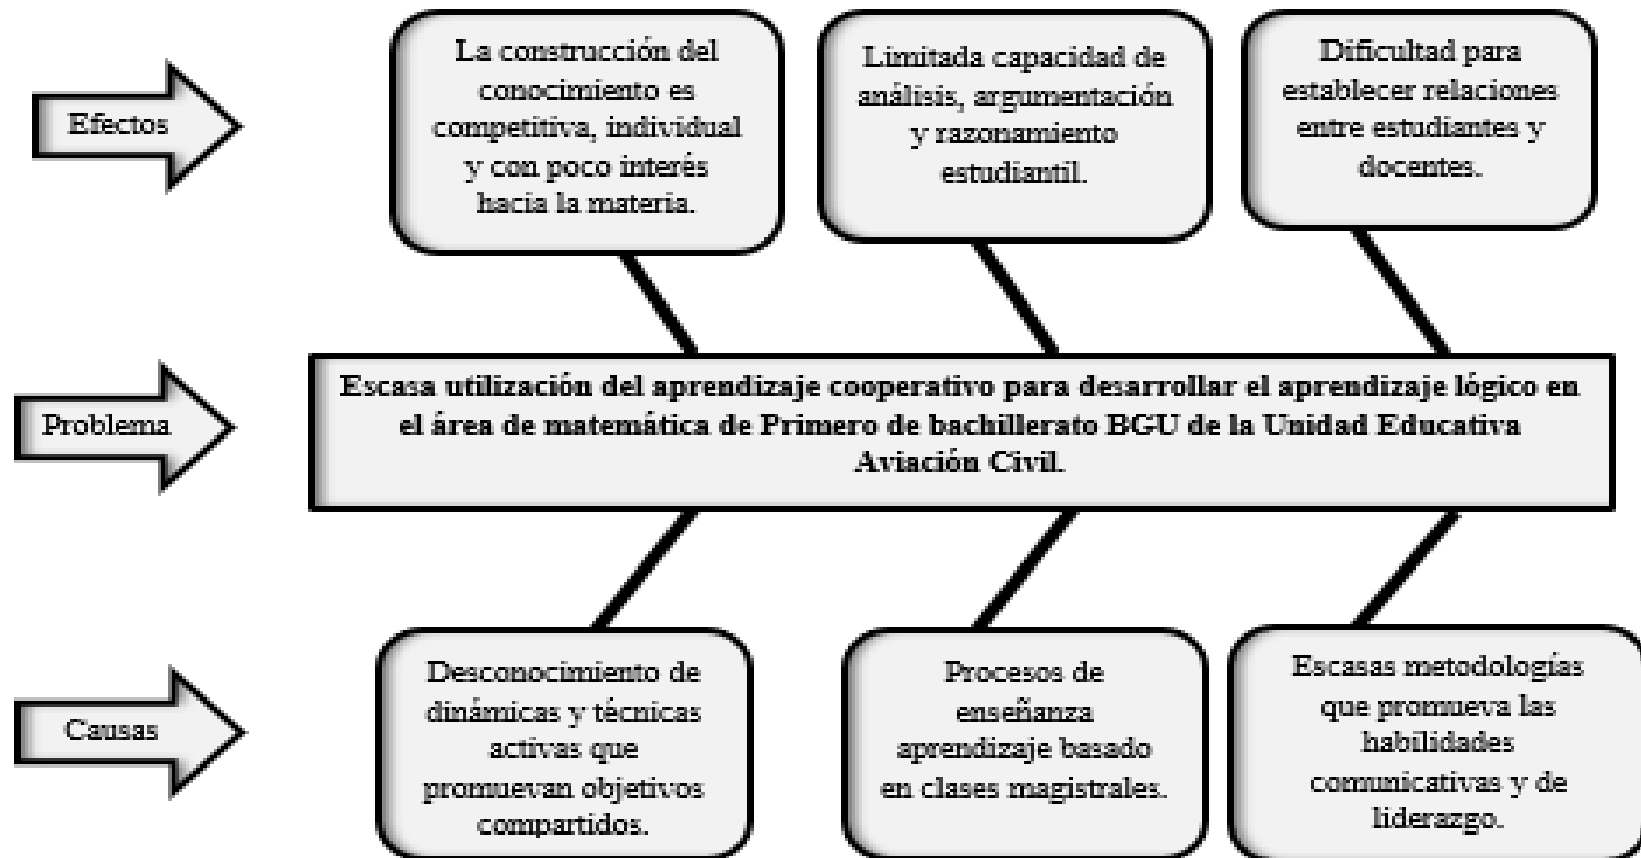 Efectos
La construcción del
conocimiento es
competitiva, individual
y con poco interés
hacia la materia.
Limitada capacidad de
análisis, argumentación
y razonamiento
estudiantil.
Dificultad para
establecer relaciones
entre estudiantes y
docentes.
Problema
Escasa utilización del aprendizaje cooperativo para desarrollar el aprendizaje lógico en
el área de matemática de Primero de bachillerato BGU de la Unidad Educativa
Aviación Civil.
Causas
Desconocimiento de
dinámicas y técnicas
activas que
promuevan objetivos
compartidos.
Procesos de
enseñanza
aprendizaje basado
en clases magistrales.
Escasas metodologías
que promueva las
habilidades
comunicativas y de
liderazgo.